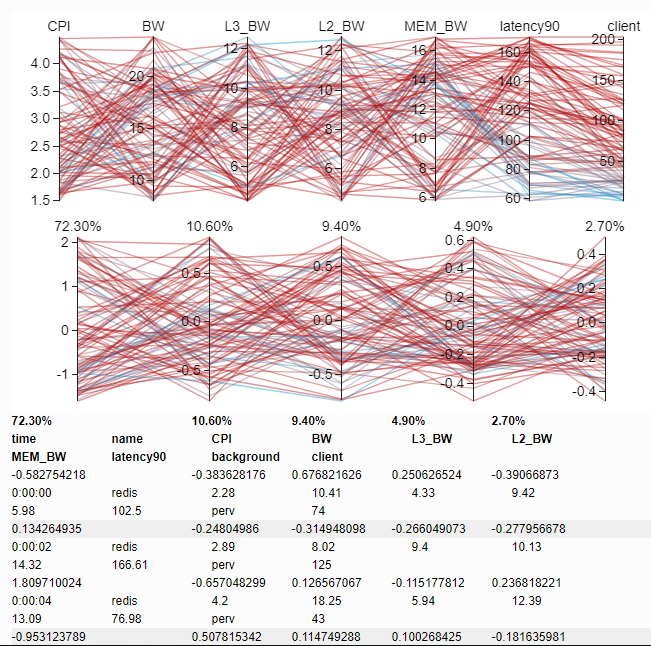 CPI BW L3_BW L2_BW MEM_BW latency90 client
4.0 3.5 3.0 2.5 2.0 1.5
20 15 10
12 10 8 6
12 10 8 6
16 14 12 10 8 6
160 140 120 100 80 60
200 150 100 50
72.30% 10.60% 9.40% 4.90% 2.70%
2 1 0 -1
0.5 0.0 -0.5
0.5 0.0 -0.5
0.6 0.4 0.2 0.0 -0.2 -0.4
0.4 0.2 0.0 -0.2 -0.4
72.30% 10.60% 9.40% 4.90% 2.70%
time name CPI BW L3_BW L2_BW
MEM_BW latency90 background client
-0.582754218 -0.383628176 0.676821626 0.250626524 -0.39066873
0:00:00 redis 2.28 10.41 4.33 9.42
5.98 102.5 perv 74
0.134264935 -0.24804986 -0.314948098 -0.266049073 -0.277956678
0:00:02 redis 2.89 8.02 9.4 10.13
14.32 166.61 perv 125
1.809710024 -0.657048299 0.126567067 -0.115177812 0.236818221
0:00:04 redis 4.2 18.25 5.94 12.39
13.09 76.98 perv 43
-0.953123789 0.507815342 0.114749288 0.100268425 -0.181635981